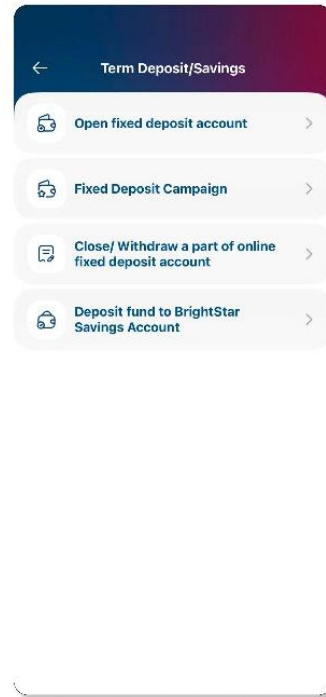 Term Deposit/Savings
Open fixed deposit account
Fixed Deposit Campaign
Close/ Withdraw a part of online
fixed deposit account
Deposit fund to BrightStar
Savings Account